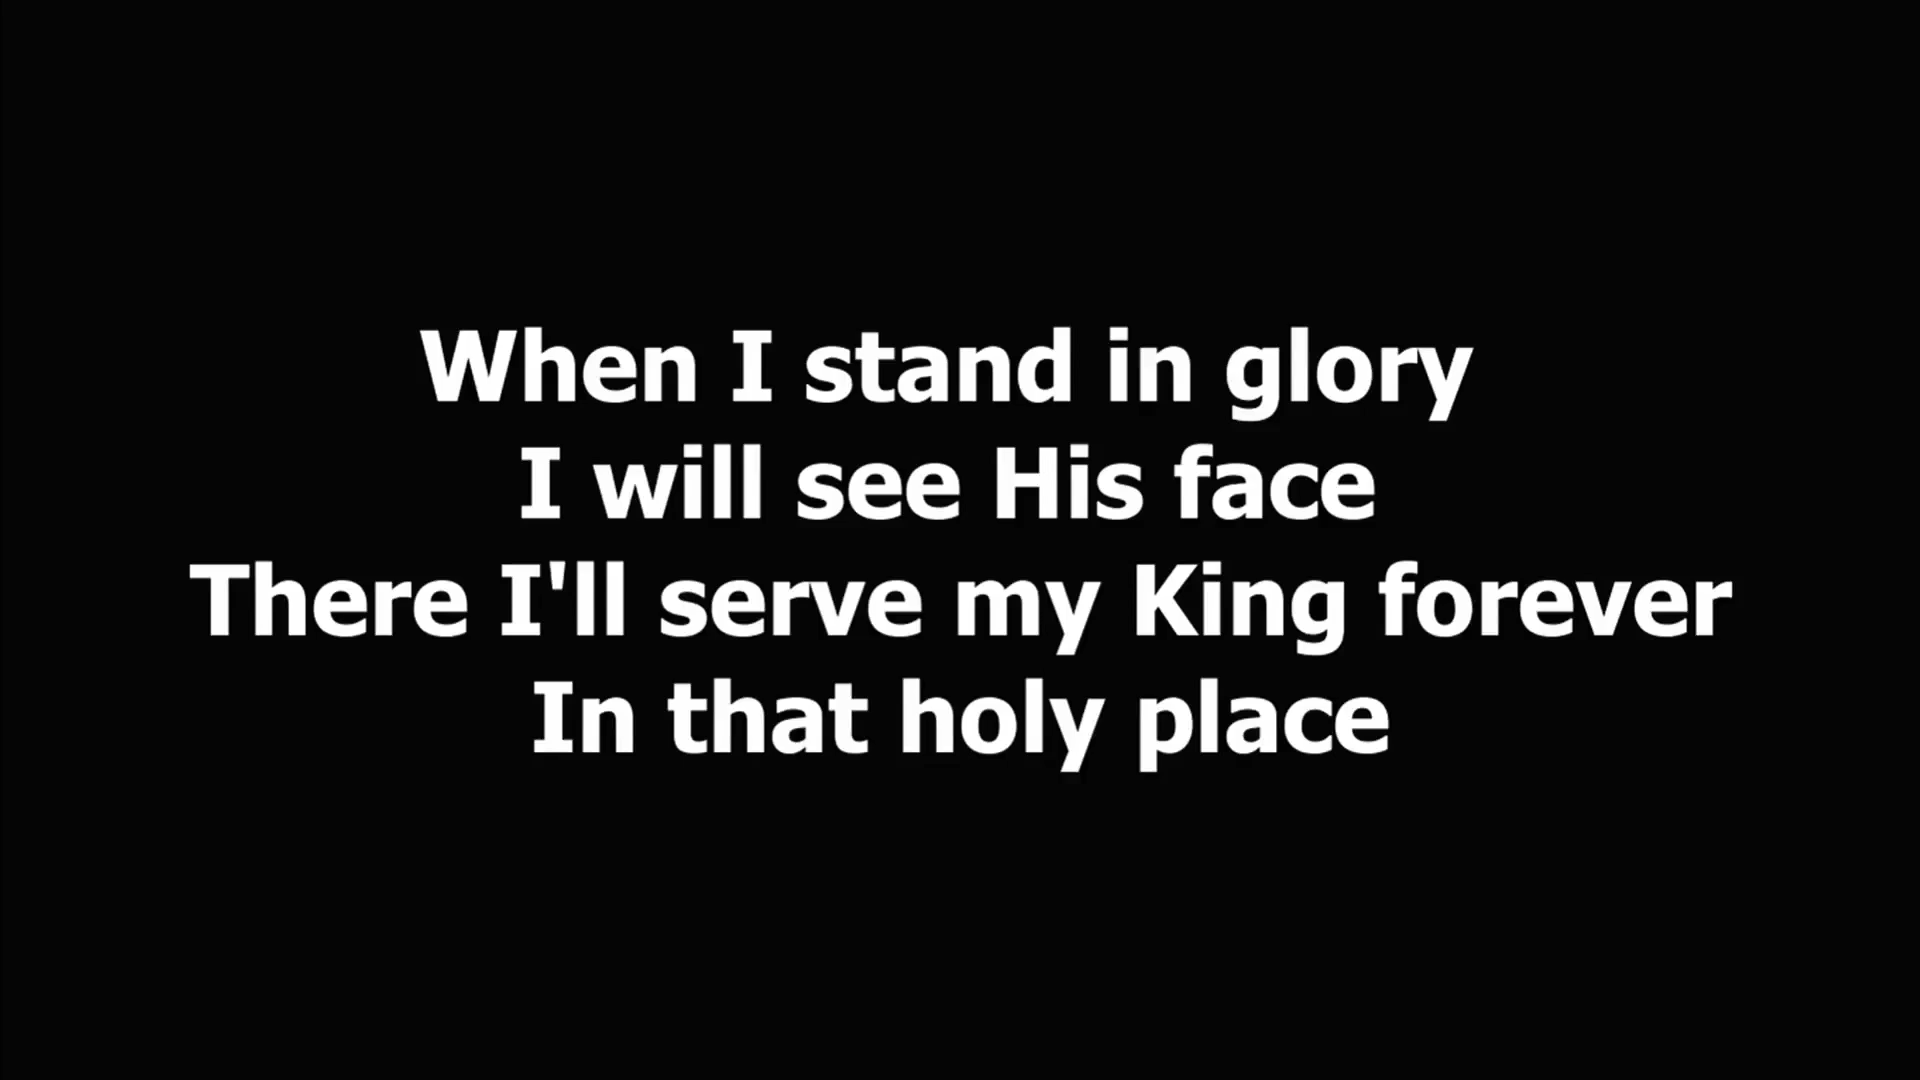 When I stand in glory
I will see His face
There I'll serve my King forever
In that holy place